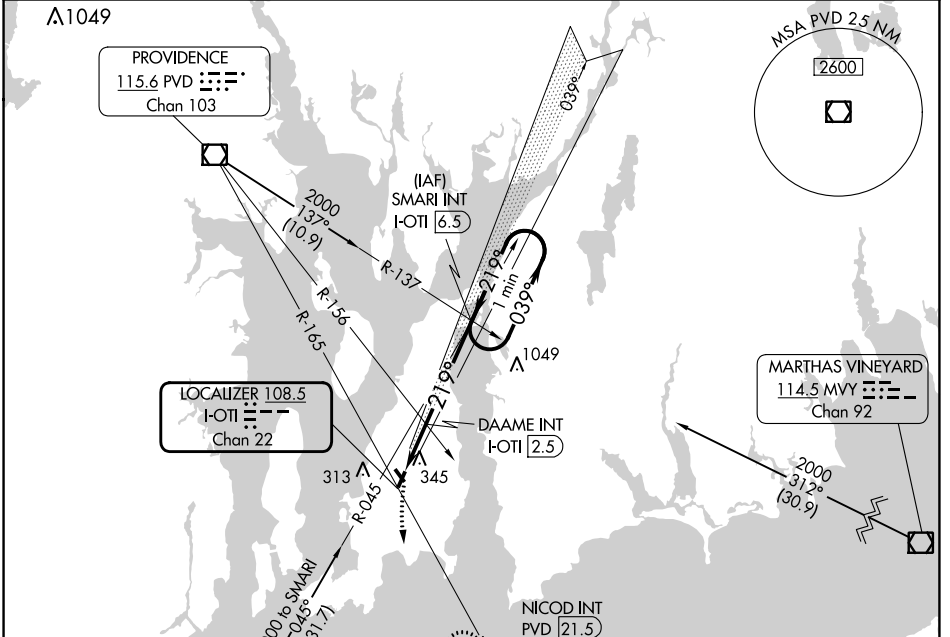 1049
MSA PVD 25 NM
2600
PROVIDENCE
115.6 PVD
Chan 103
039°
(IAF)
SMARI INT
I-OTI 6.5
2000
137°
(10.9)
R-137
R-156
R-165
219°
1 min
039°
1049
219°
LOCALIZER 108.5
I-OTI
Chan 22
DAAME INT
I-OTI 2.5
MARTHAS VINEYARD
114.5 MVY
Chan 92
313
345
R-045
2000
312°
(30.9)
00 to SMARI
045°
31.7)
NICOD INT
PVD 21.5